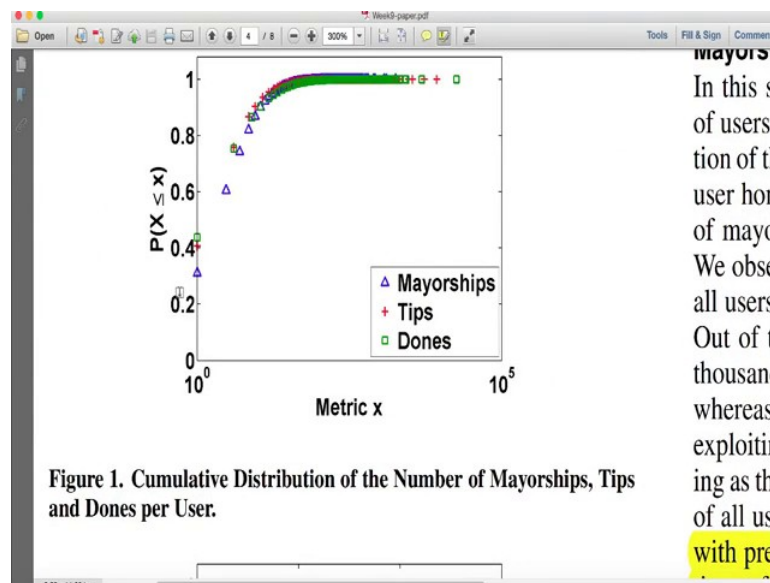 Week9-paper.pdf
Open
4 / 8
300%
Tools
Fill & Sign
Commen
1
0.8
0.6
0.4
0.2
0
P(X ≤ x)
Mayorships
Tips
Dones
10^0
10^5
Metric x
Figure 1. Cumulative Distribution of the Number of Mayorships, Tips
and Dones per User.
Mayors
In this s
of users
tion of th
user hon
of mayo
We obse
all users
Out of t
thousand
whereas
exploitin
ing as th
of all us
with pre